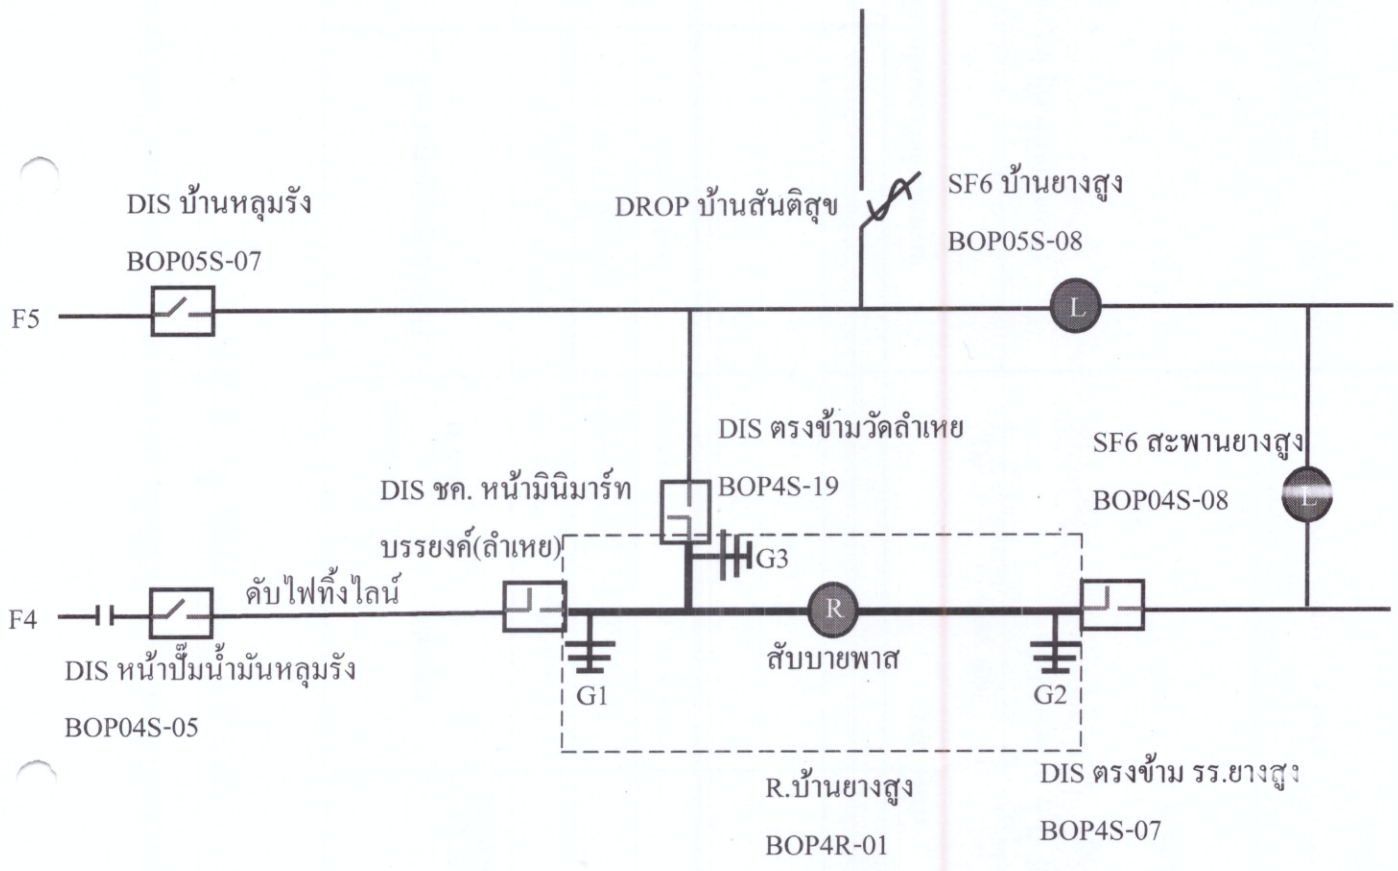 DROP บ้านสันติสุข
SF6 บ้านยางสูง
BOP05S-08
DIS บ้านหลุมรัง
BOP05S-07
F5
L
DIS ตรงข้ามวัดลำเหย
BOP4S-19
SF6 สะพานยางสูง
BOP04S-08
L
DIS ชค. หน้ามินิมาร์ท
บรรยงค์(ลำเหย)
G3
F4
ดับไฟทิ้งไลน์
R
สับบายพาส
G1
G2
DIS หน้าปั๊มน้ำมันหลุมรัง
BOP04S-05
R.บ้านยางสูง
BOP4R-01
DIS ตรงข้าม รร.ยางสูง
BOP4S-07